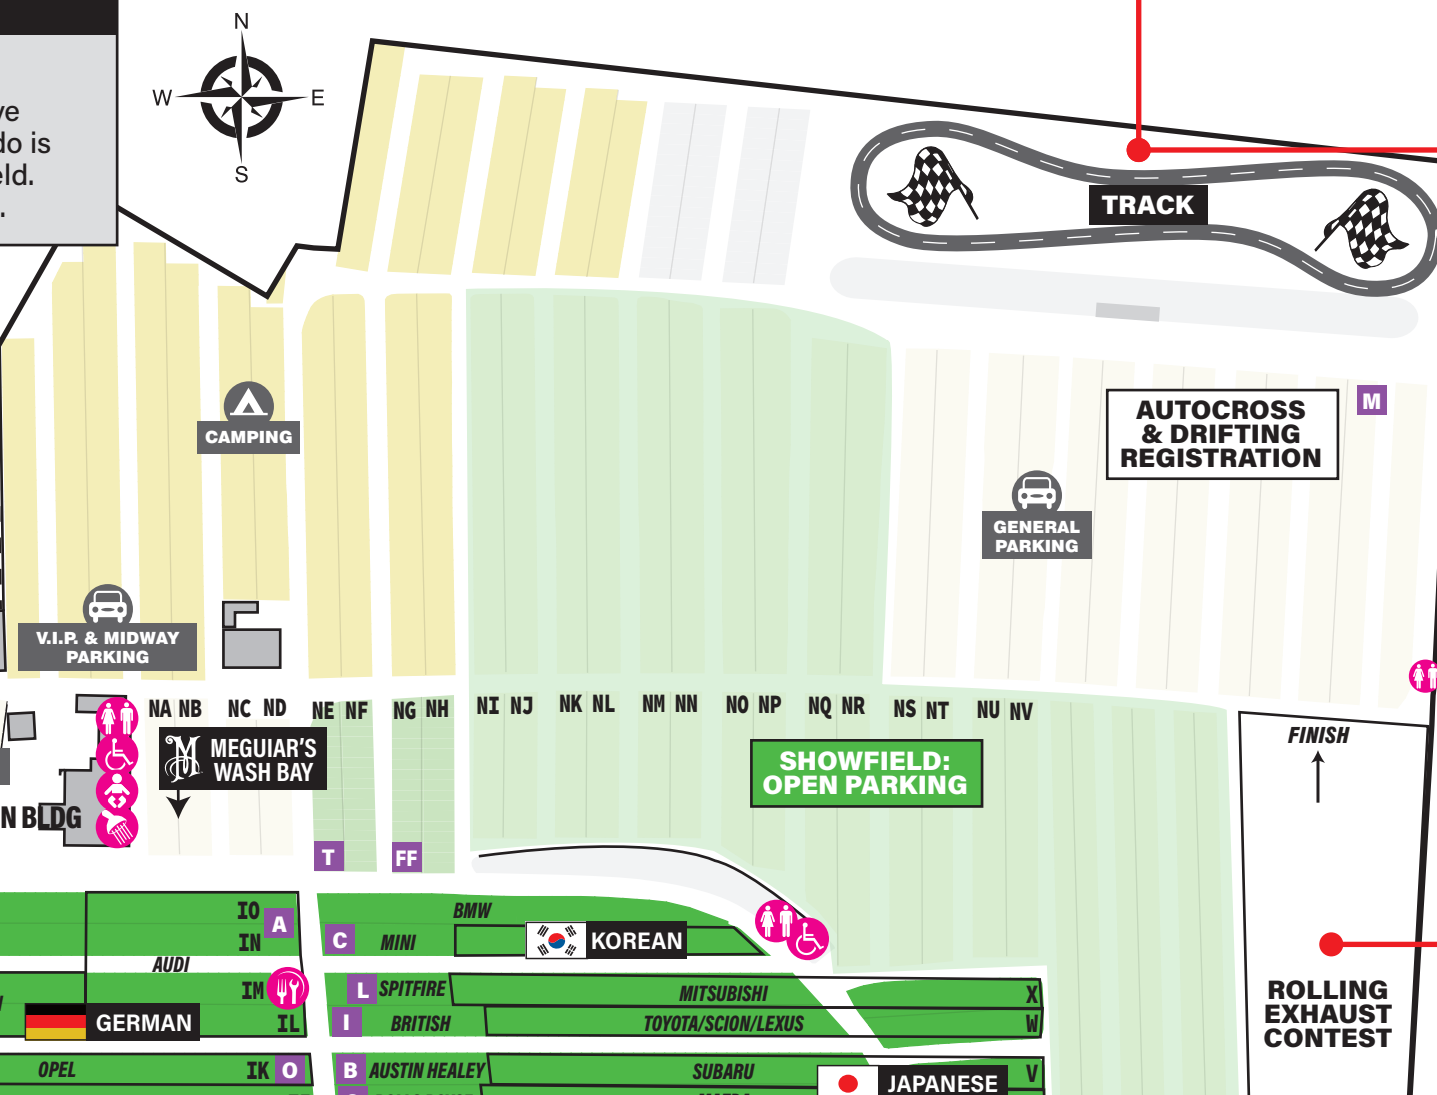 N
W
E
S
do is
TRACK
AUTOCROSS
& DRIFTING
REGISTRATION
M
CAMPING
GENERAL
PARKING
V.I.P. & MIDWAY
PARKING
NA NB NC ND NE NF NG NH NI NJ NK NL NM NN NO NP NQ NR NS NT NU NV
MEGUIAR'S
WASH BAY
SHOWFIELD:
OPEN PARKING
FINISH
BLDG
T
FF
IO
A
IN
AUDI
IM
GERMAN
IL
OPEL
IK
O
BMW
C
MINI
KOREAN
L
SPITFIRE
MITSUBISHI
X
I
BRITISH
TOYOTA/SCION/LEXUS
W
B
AUSTIN HEALEY
SUBARU
V
JAPANESE
ROLLING
EXHAUST
CONTEST